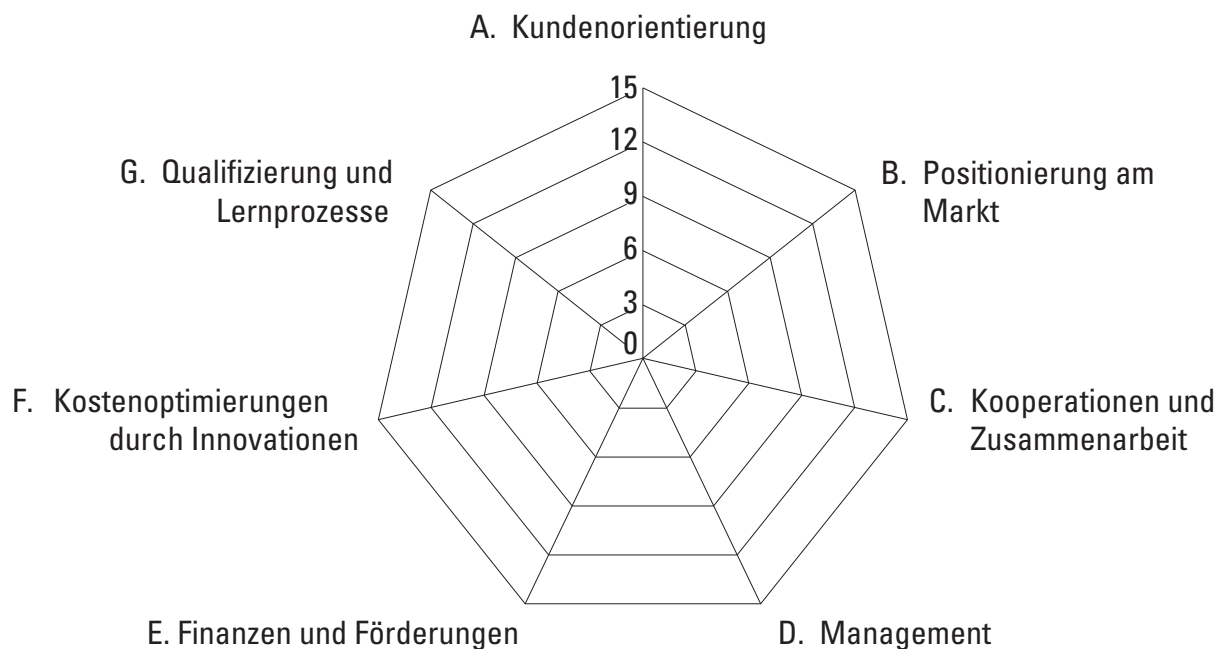 A. Kundenorientierung
15
12
9
6
3
0
B. Positionierung am
Markt
C. Kooperationen und
Zusammenarbeit
D. Management
E. Finanzen und Förderungen
F. Kostenoptimierungen
durch Innovationen
G. Qualifizierung und
Lernprozesse